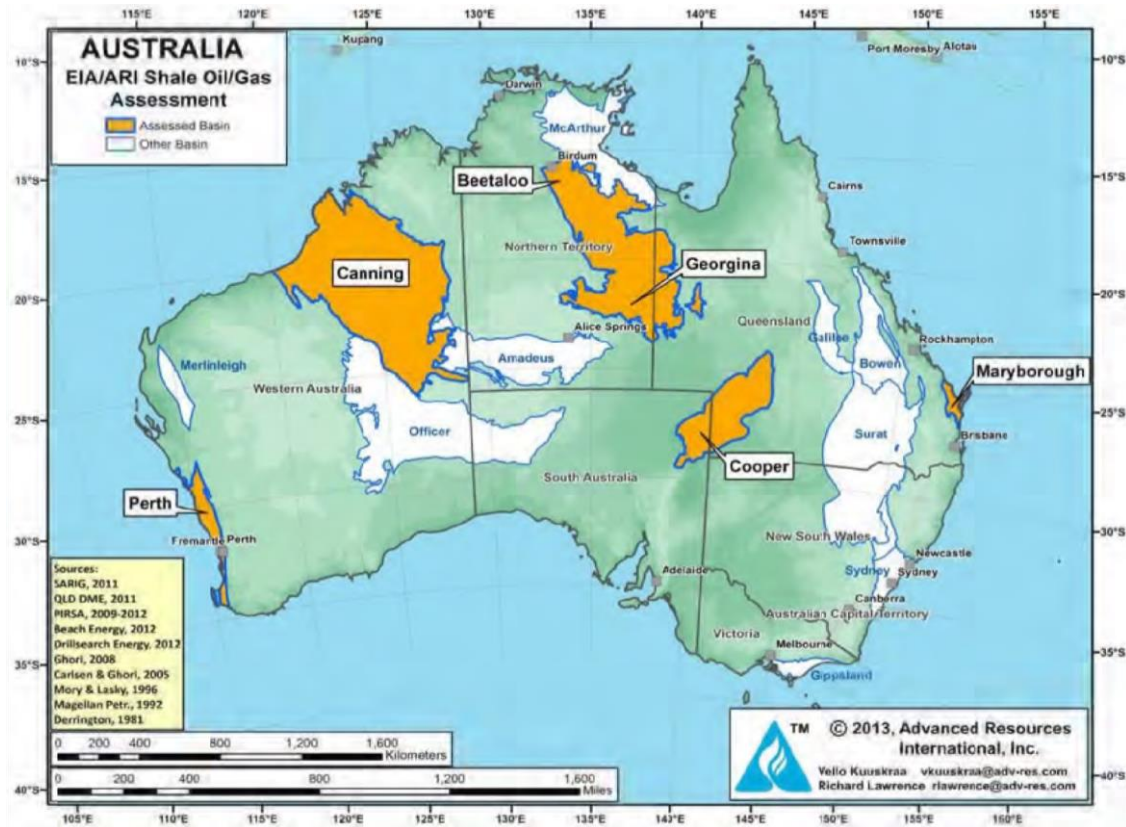 115°E 120°E 125°E 130°E 135°E 140°E 145°E 150°E 155°E
AUSTRALIA
EIA/ARI Shale Oil/Gas
Assessment
Assessed Basin
Other Basin
Kupang
Port Moresby
Alotas
10°S
10°S
Darwin
McArthur
Birdum
15°S
15°S
Beetaloo
Cairns
Northern Territory
Townsville
Canning
Georgina
20°S
20°S
Queensland
Alice Springs
Galilee
Rockhampton
Merlinleigh
Amadeus
Bowen
Maryborough
Western Australia
25°S
25°S
Officer
Surat
Brisbane
Cooper
South Australia
Perth
30°S
30°S
Fremantle
Perth
New South Wales
Newcastle
Sydney
Sydney
Adelaide
Canberra
Australian Capital Territory
Victoria
Melbourne
Gippsland
35°S
35°S
Sources:
SARIG, 2011
QLD DME, 2011
PIRSA, 2009-2012
Beach Energy, 2012
Drillsearch Energy, 2012
Ghori, 2008
Carlsen & Ghori, 2005
Mory & Lasky, 1996
Magellan Petr., 1992
Derrington, 1981
0 200 400 800 1,200 1,600
Kilometers
0 200 400 800 1,200 1,600
Miles
TM
© 2013, Advanced Resources
International, Inc.
Vello Kuuskraa vkuuskraa@adv-res.com
Richard Lawrence rlawrence@adv-res.com
40°S
40°S
105°E 110°E 115°E 120°E 125°E 130°E 135°E 140°E 145°E 150°E 155°E 160°E